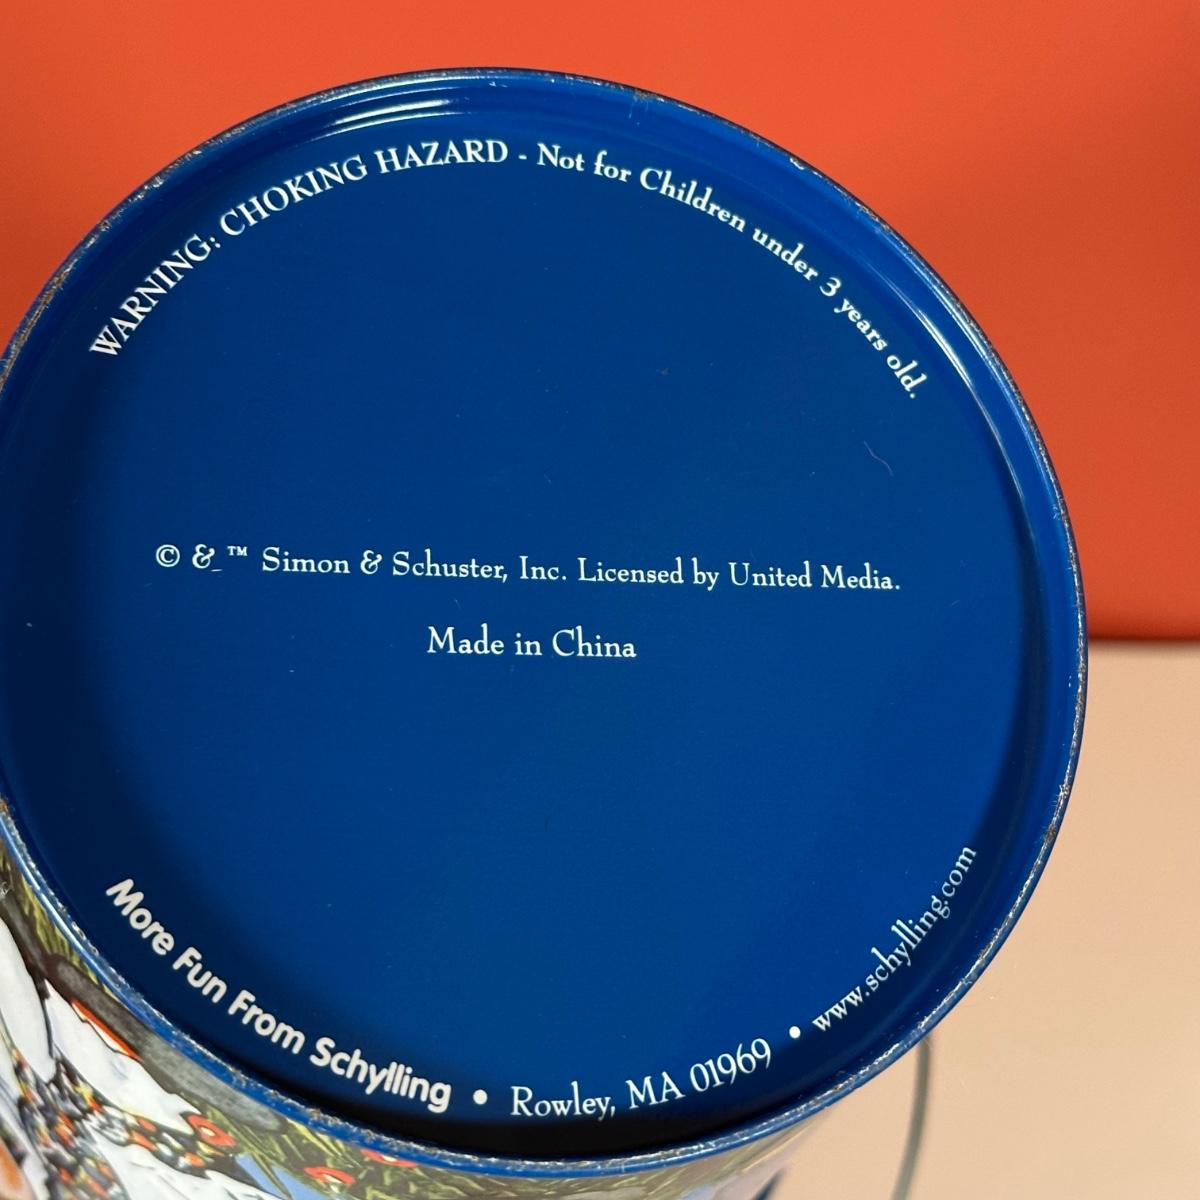 WARNING: CHOKING HAZARD - Not for Children under 3 years old.
© & ™ Simon & Schuster, Inc. Licensed by United Media.
Made in China
More Fun From Schylling • Rowley, MA 01969 • www.schylling.com